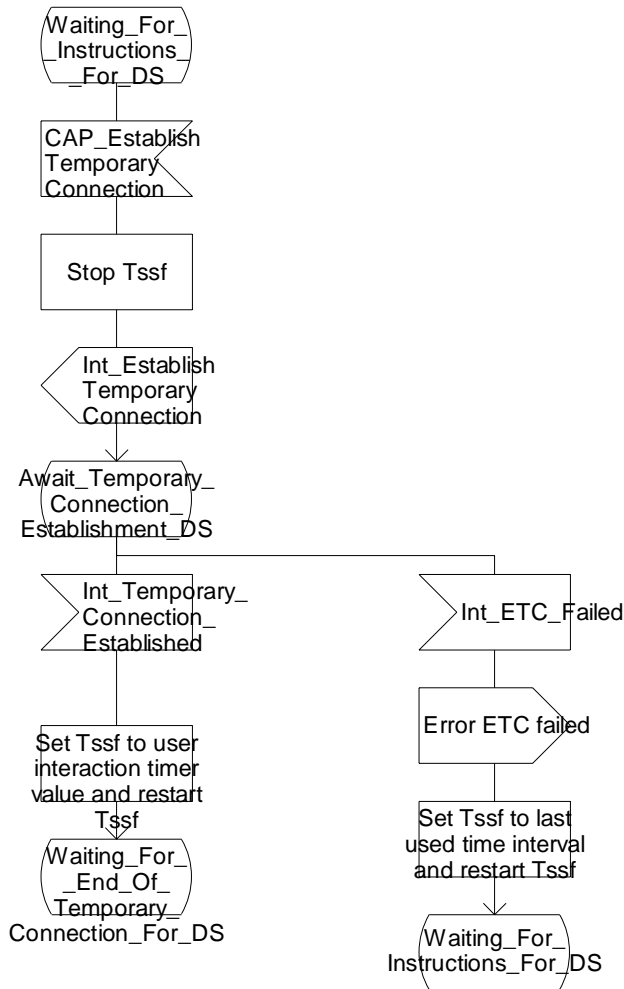 Waiting_For_
_Instructions_
_For_DS
CAP_Establish
Temporary
Connection
Stop Tssf
Int_Establish
Temporary
Connection
Await_Temporary_
Connection_
Establishment_DS
Int_Temporary_
Connection_
Established
Int_ETC_Failed
Error ETC failed
Set Tssf to user
interaction timer
value and restart
Tssf
Set Tssf to last
used time interval
and restart Tssf
Waiting_For_
_End_Of_
Temporary_
Connection_For_DS
Waiting_For_
Instructions_For_DS